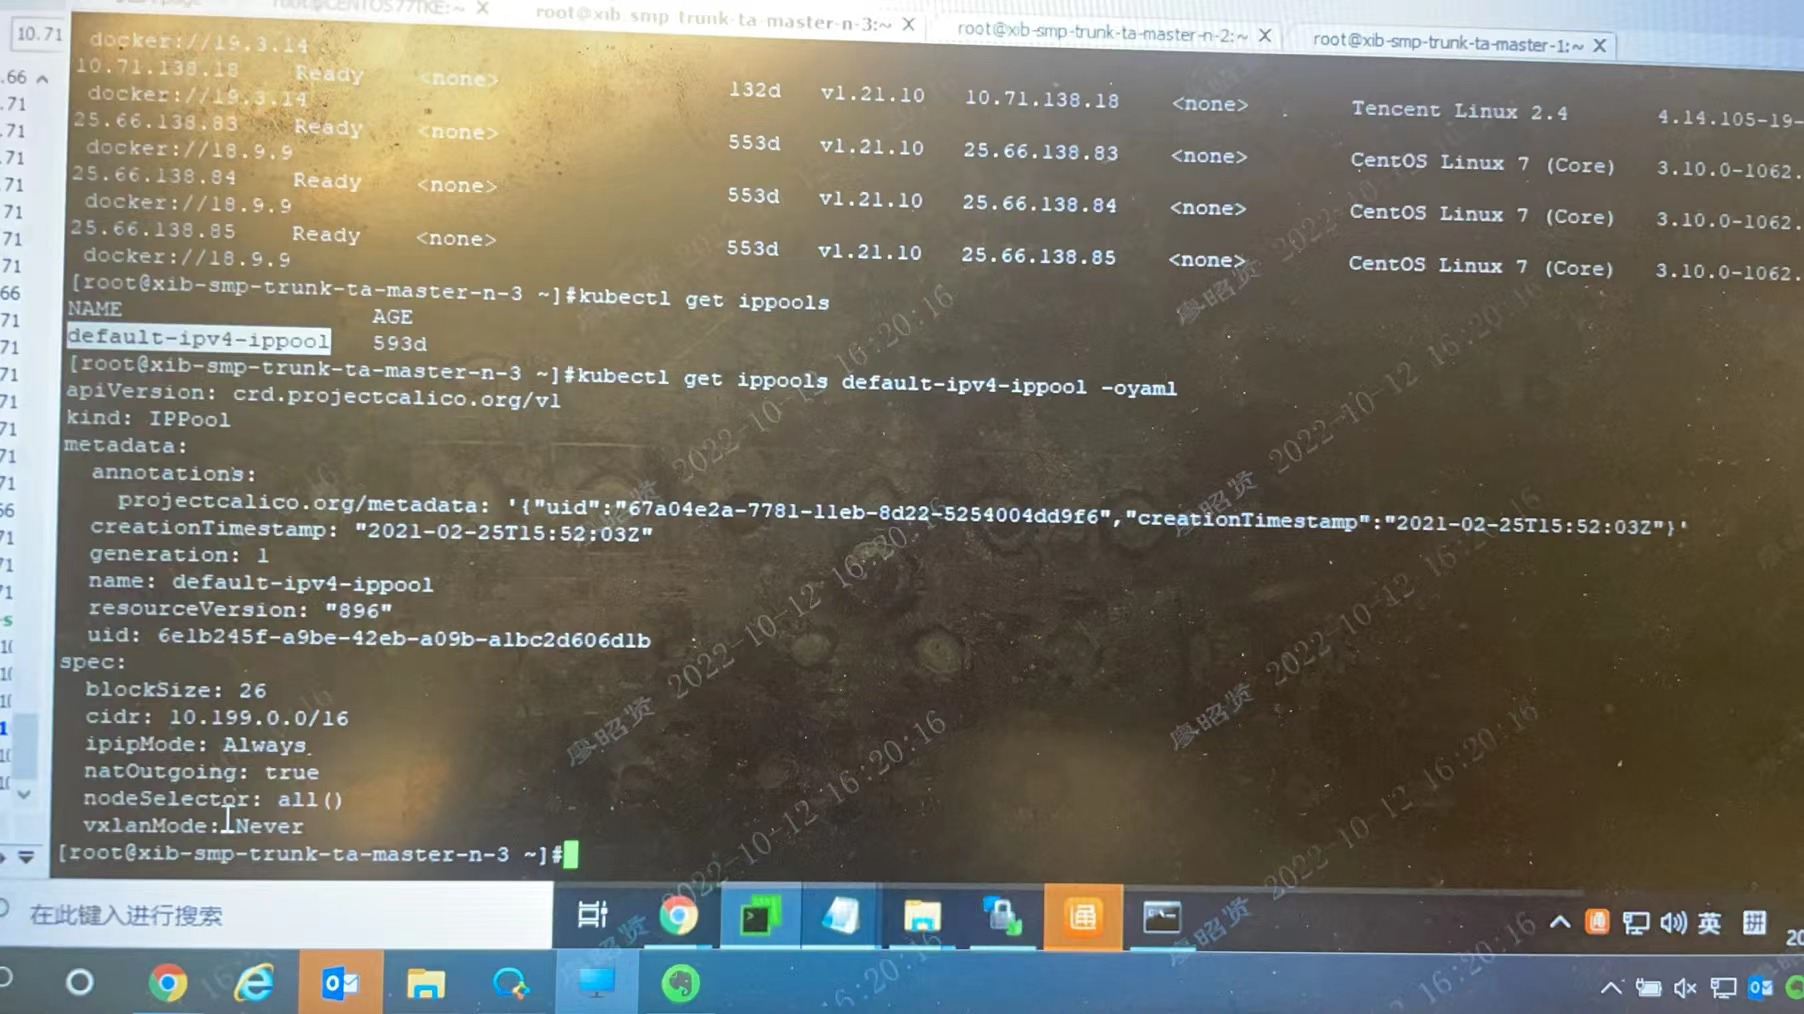 root@CENTOS77TKE:~ X
root@xib-smp-trunk-ta-master-n-3:~ X
root@xib-smp-trunk-ta-master-n-2:~ X
root@xib-smp-trunk-ta-master-1:~ X
10.71
docker://19.3.14
10.71.138.18 Ready <none> 132d v1.21.10 10.71.138.18 <none> Tencent Linux 2.4 4.14.105-19-
docker://19.3.14
25.66.138.83 Ready <none> 553d v1.21.10 25.66.138.83 <none> CentOS Linux 7 (Core) 3.10.0-1062.
docker://18.9.9
25.66.138.84 Ready <none> 553d v1.21.10 25.66.138.84 <none> CentOS Linux 7 (Core) 3.10.0-1062.
docker://18.9.9
25.66.138.85 Ready <none> 553d v1.21.10 25.66.138.85 <none> CentOS Linux 7 (Core) 3.10.0-1062.
docker://18.9.9
[root@xib-smp-trunk-ta-master-n-3 ~]#kubectl get ippools
NAME AGE
default-ipv4-ippool 593d
[root@xib-smp-trunk-ta-master-n-3 ~]#kubectl get ippools default-ipv4-ippool -oyaml
apiVersion: crd.projectcalico.org/v1
kind: IPPool
metadata:
annotations:
projectcalico.org/metadata: '{"uid":"67a04e2a-7781-11eb-8d22-5254004dd9f6","creationTimestamp":"2021-02-25T15:52:03Z"}'
creationTimestamp: "2021-02-25T15:52:03Z"
generation: 1
name: default-ipv4-ippool
resourceVersion: "896"
uid: 6e1b245f-a9be-42eb-a09b-a1bc2d606d1b
spec:
blockSize: 26
cidr: 10.199.0.0/16
ipipMode: Always
natOutgoing: true
nodeSelector: all()
vxlanMode: Never
[root@xib-smp-trunk-ta-master-n-3 ~]#
廖昭贤 2022-10-12 16:20:16
在此键入进行搜索
英
拼